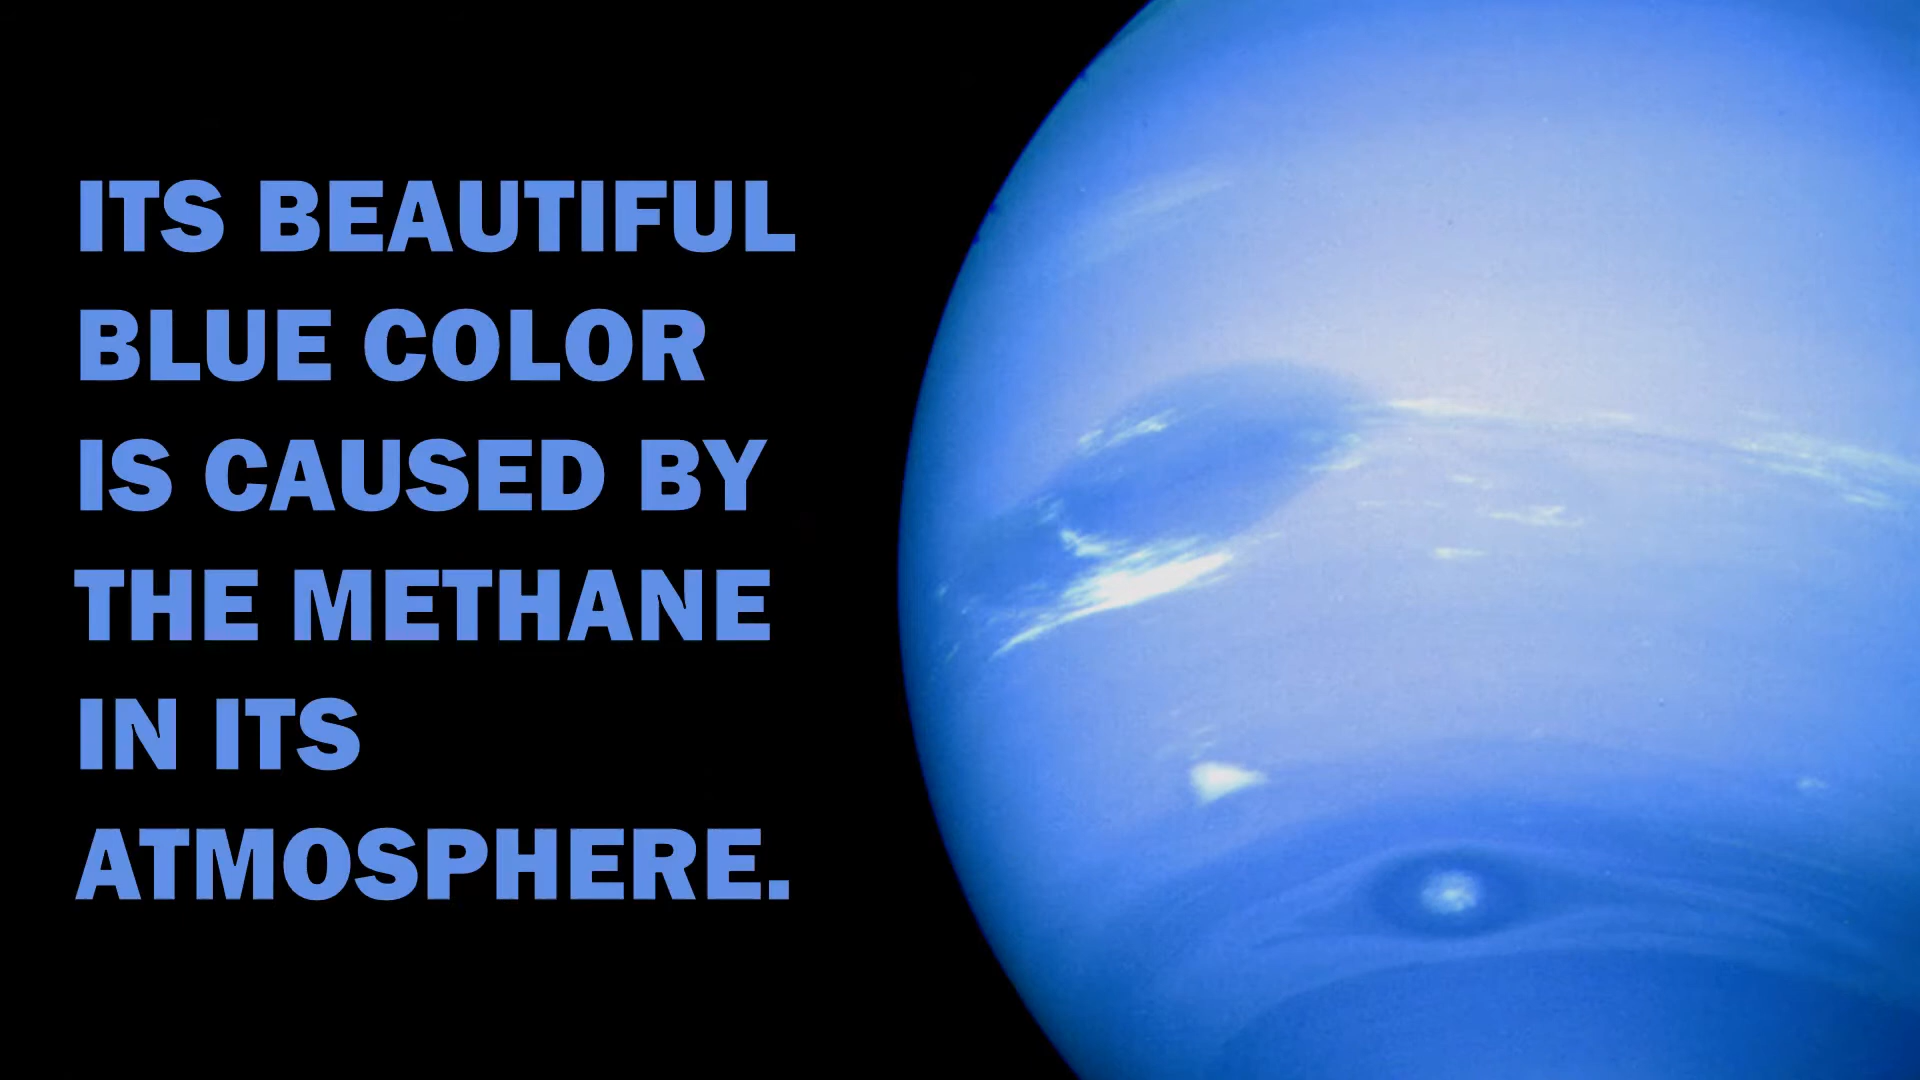 ITS BEAUTIFUL
BLUE COLOR
IS CAUSED BY
THE METHANE
IN ITS
ATMOSPHERE.